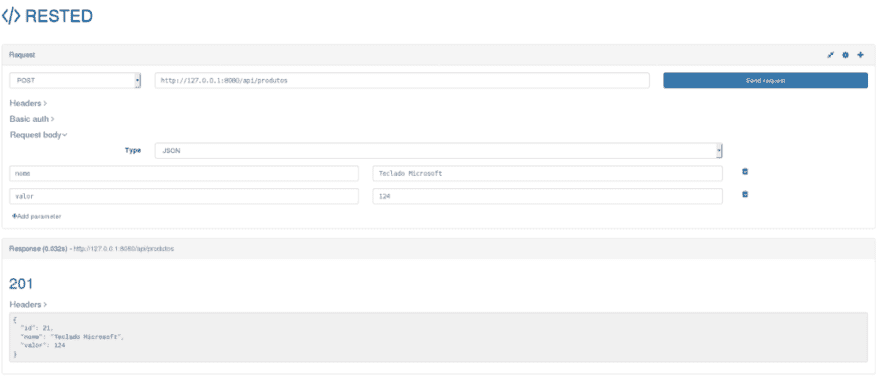 </> RESTED
Request
POST
http://127.0.0.1:8080/api/produtos
Send request
Headers >
Basic auth >
Request body
Type
JSON
nome
Teclado Microsoft
valor
124
+Add parameter
Response (0.032s) - http://127.0.0.1:8080/api/produtos
201
Headers >
{
"id": 21,
"nome": "Teclado Microsoft",
"valor": 124
}